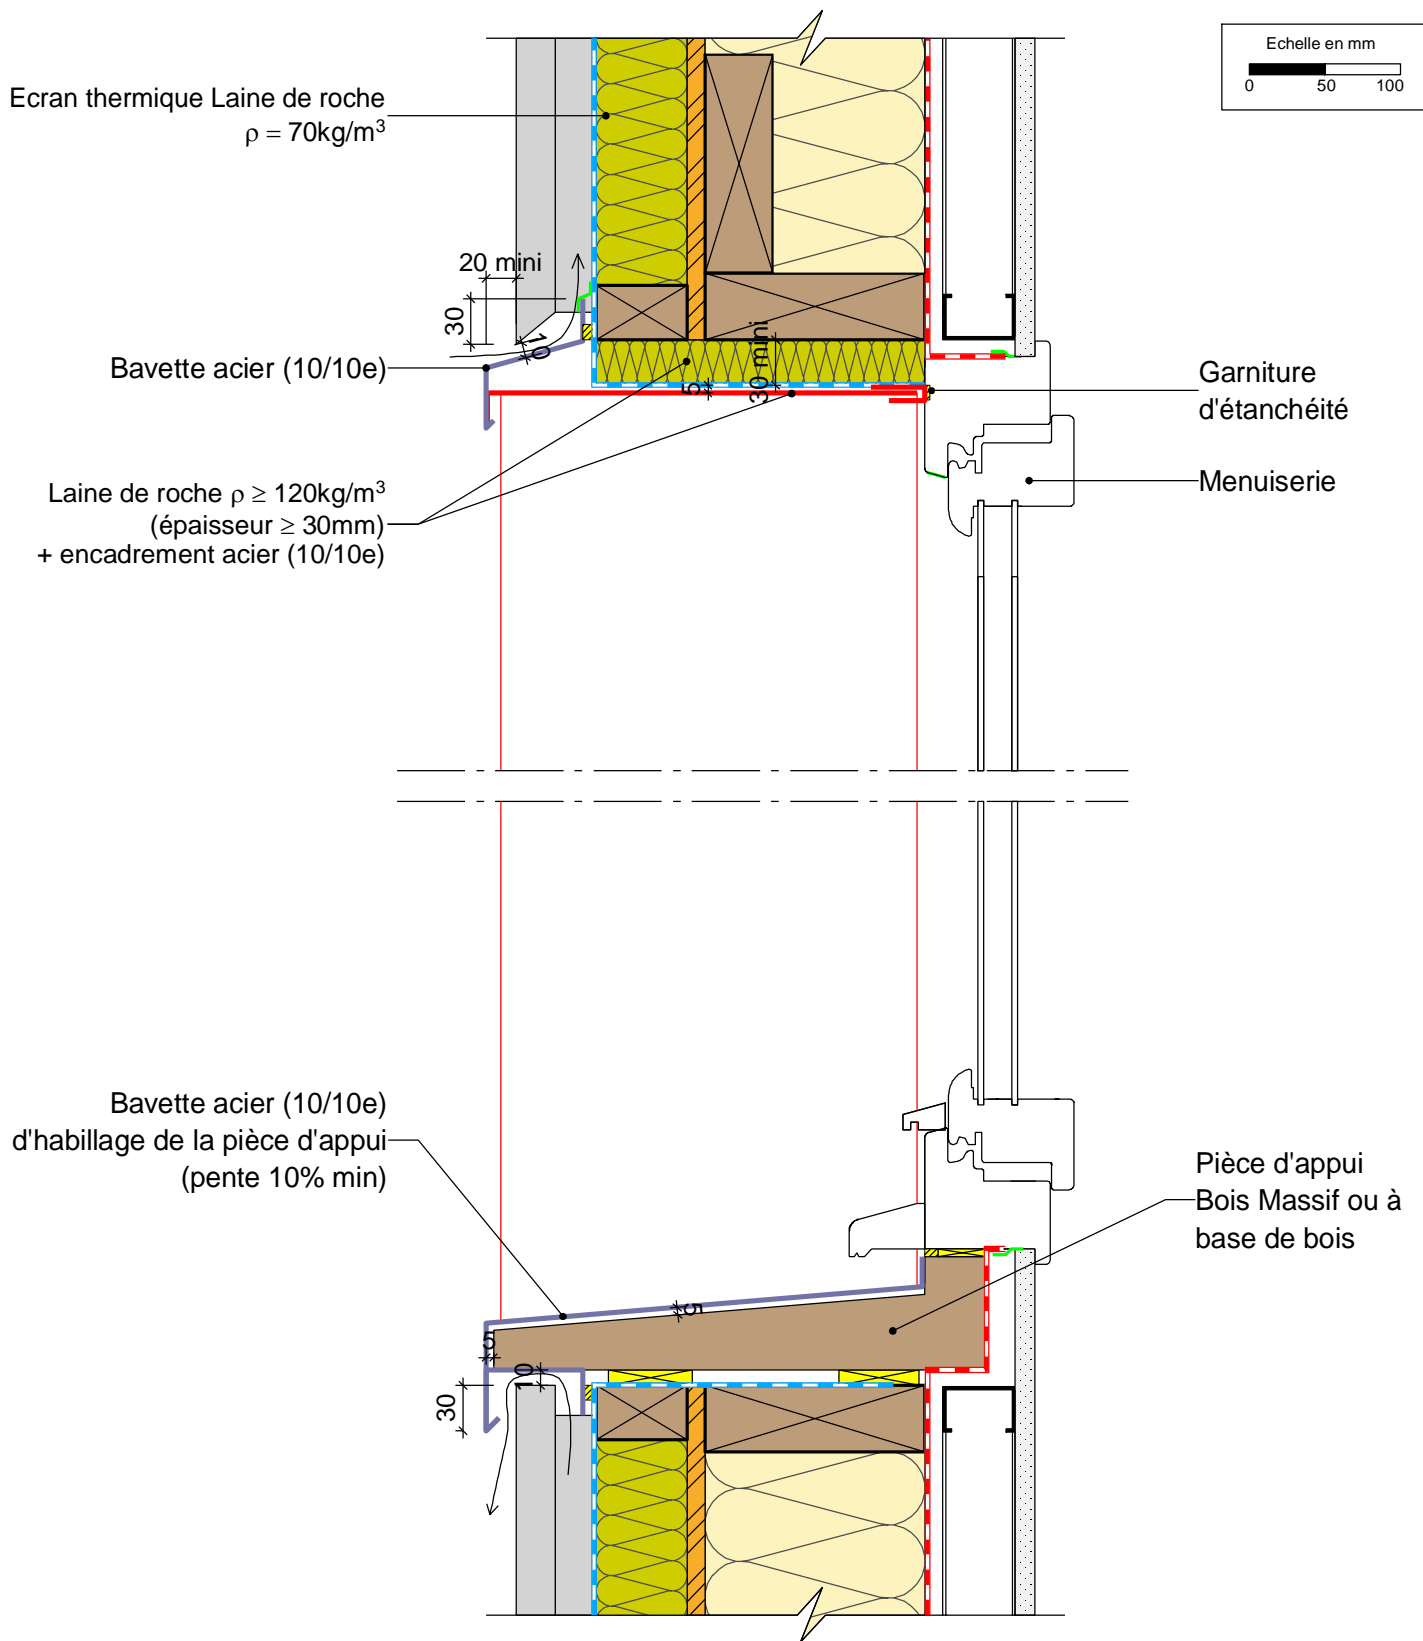 Echelle en mm
0 50 100
Ecran thermique Laine de roche
ρ = 70kg/m³
20 mini
30
10
Bavette acier (10/10e)
5
30 mini
Garniture
d'étanchéité
Menuiserie
Laine de roche ρ ≥ 120kg/m³
(épaisseur ≥ 30mm)
+ encadrement acier (10/10e)
Bavette acier (10/10e)
d'habillage de la pièce d'appui
(pente 10% min)
Pièce d'appui
Bois Massif ou à
base de bois
5
5
10
30